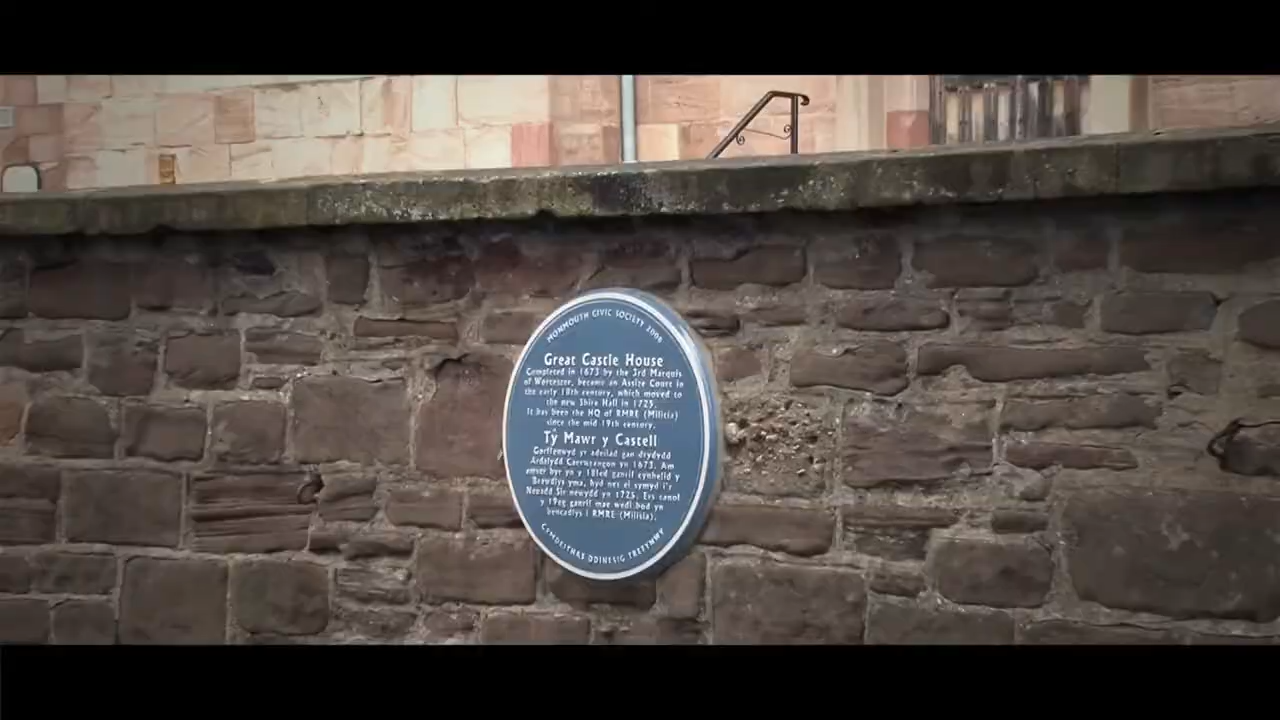 MONMOUTH CIVIC SOCIETY 2008
Great Castle House
Completed in 1673 by the 3rd Marquis
of Worcester, became an Assize Court in
the early 18th century, which moved to
the new Shire Hall in 1725.
It has been the HQ of RMRE (Militia)
since the mid 19th century.
Tŷ Mawr y Castell
Gorffenwyd yr adeilad gan drydydd
Ardalydd Caerwrangon yn 1673. Am
amser byr yn y 18fed ganrif cynhelid y
Brawdlys yma, hyd nes ei symyd i'r
Neuadd Sir newydd yn 1725. Ers canol
y 19eg ganrif mae wedi bod yn
bencadlys i RMRE (Milisia).
CYMDEITHAS DDINESIG TREFYNWY